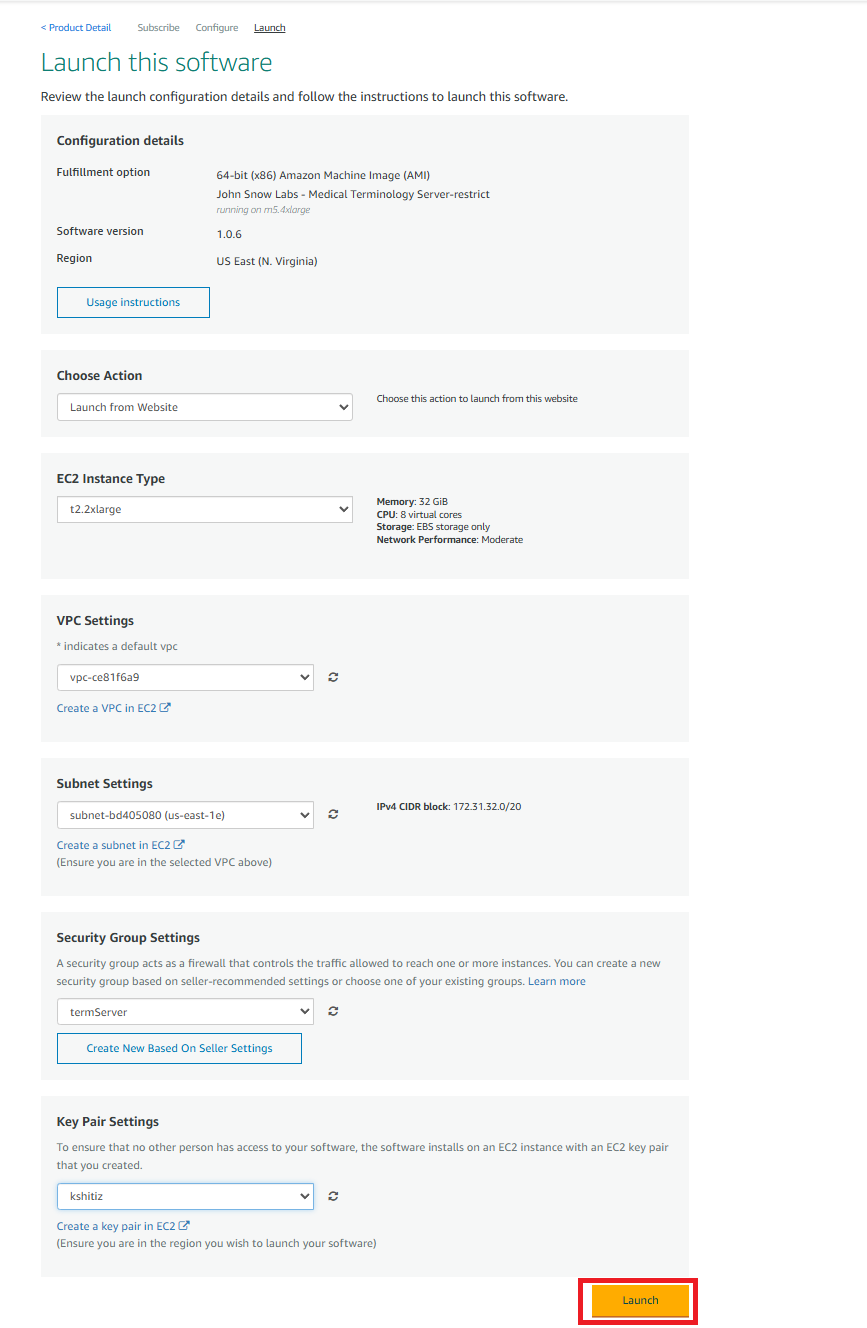 < Product Detail Subscribe Configure Launch
Launch this software
Review the launch configuration details and follow the instructions to launch this software.
Configuration details
Fulfillment option
64-bit (x86) Amazon Machine Image (AMI)
John Snow Labs - Medical Terminology Server-restrict
running on m5.4xlarge
Software version
1.0.6
Region
US East (N. Virginia)
Usage instructions
Choose Action
Launch from Website
Choose this action to launch from this website
EC2 Instance Type
t2.2xlarge
Memory: 32 GiB
CPU: 8 virtual cores
Storage: EBS storage only
Network Performance: Moderate
VPC Settings
* indicates a default vpc
vpc-ce81f6a9
Create a VPC in EC2
Subnet Settings
subnet-bd405080 (us-east-1e)
IPv4 CIDR block: 172.31.32.0/20
Create a subnet in EC2
(Ensure you are in the selected VPC above)
Security Group Settings
A security group acts as a firewall that controls the traffic allowed to reach one or more instances. You can create a new
security group based on seller-recommended settings or choose one of your existing groups. Learn more
termServer
Create New Based On Seller Settings
Key Pair Settings
To ensure that no other person has access to your software, the software installs on an EC2 instance with an EC2 key pair
that you created.
kshitiz
Create a key pair in EC2
(Ensure you are in the region you wish to launch your software)
Launch